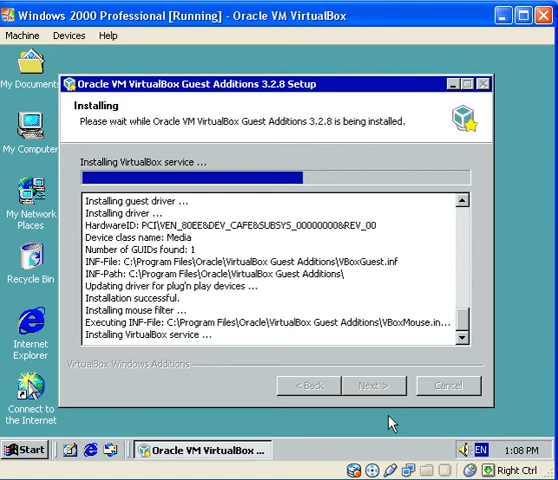 Windows 2000 Professional [Running] - Oracle VM VirtualBox
Machine Devices Help
My Document
My Computer
My Network
Places
Recycle Bin
Internet
Explorer
Connect to
the Internet
Oracle VM VirtualBox Guest Additions 3.2.8 Setup
Installing
Please wait while Oracle VM VirtualBox Guest Additions 3.2.8 is being installed.
Installing VirtualBox service ...
Installing guest driver ...
Installing driver ...
HardwareID: PCI\VEN_80EE&DEV_CAFE&SUBSYS_00000000&REV_00
Device class name: Media
Number of GUIDs found: 1
INF-File: C:\Program Files\Oracle\VirtualBox Guest Additions\VBoxGuest.inf
INF-Path: C:\Program Files\Oracle\VirtualBox Guest Additions\
Updating driver for plug'n play devices ...
Installation successful.
Installing mouse filter ...
Executing INF-File: C:\Program Files\Oracle\VirtualBox Guest Additions\VBoxMouse.in...
Installing VirtualBox service ...
VirtualBox Windows Additions
< Back Next > Cancel
Start Oracle VM VirtualBox ... EN 1:08 PM
Right Ctrl